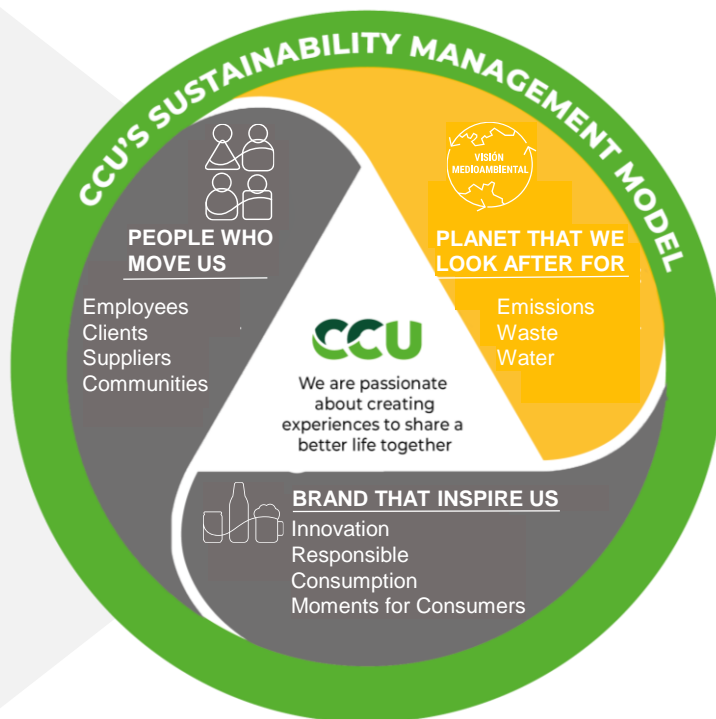 CCU'S SUSTAINABILITY MANAGEMENT MODEL
PEOPLE WHO
MOVE US
Employees
Clients
Suppliers
Communities
VISIÓN
MEDIOAMBIENTAL
PLANET THAT WE
LOOK AFTER FOR
Emissions
Waste
Water
CCU
We are passionate
about creating
experiences to share a
better life together
BRAND THAT INSPIRE US
Innovation
Responsible
Consumption
Moments for Consumers